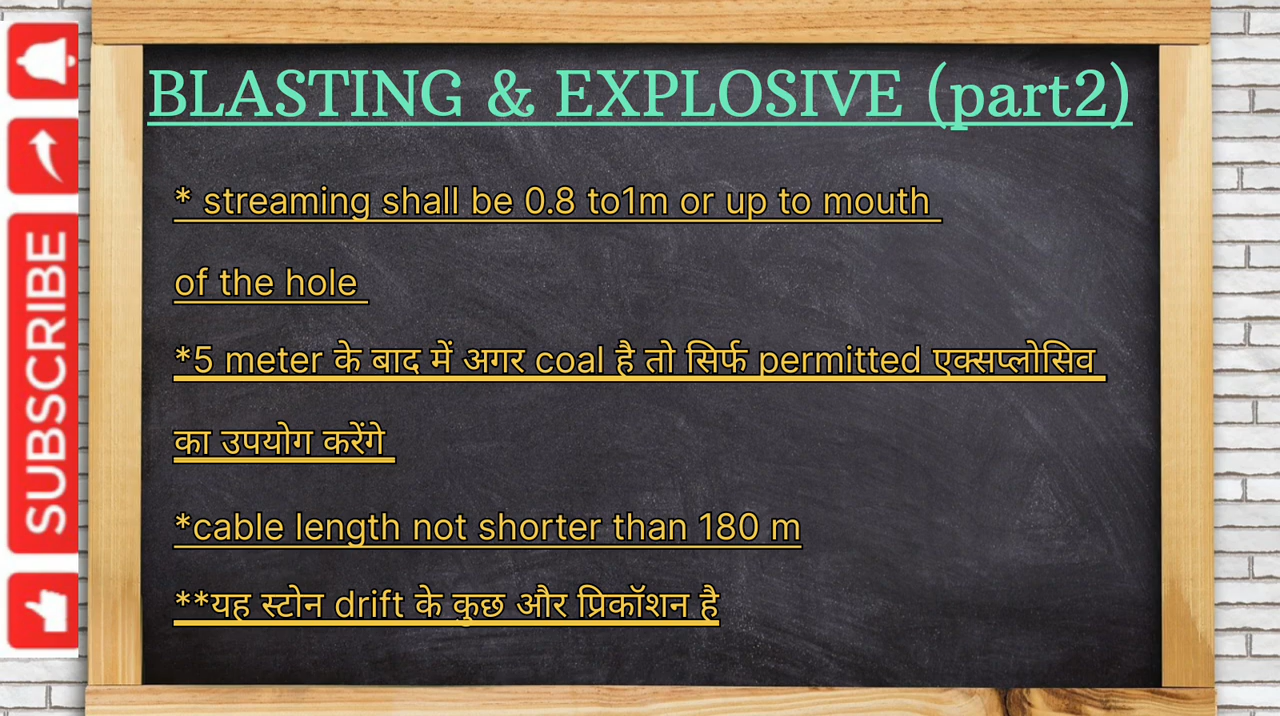 BLASTING & EXPLOSIVE (part2)
* streaming shall be 0.8 to1m or up to mouth
of the hole
*5 meter के बाद में अगर coal है तो सिर्फ permitted एक्सप्लोसिव
का उपयोग करेंगे
*cable length not shorter than 180 m
**यह स्टोन drift के कुछ और प्रिकॉशन है
SUBSCRIBE